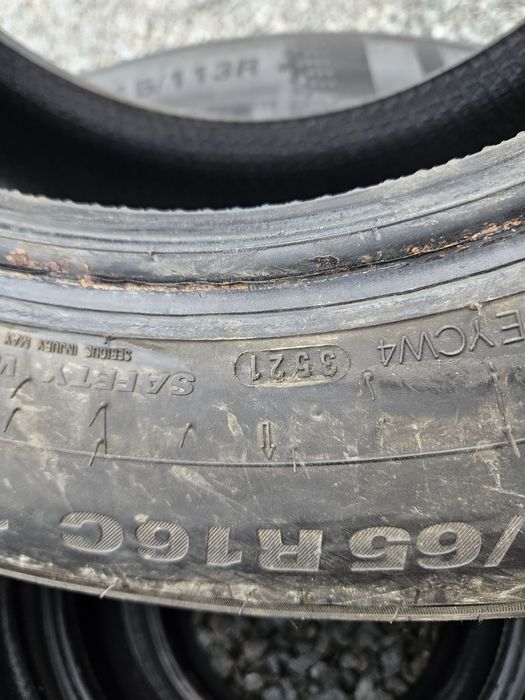 5/113R
/65 R16C
EYCW4
3521
SAFETY W
SERIOUS INJURY MAY